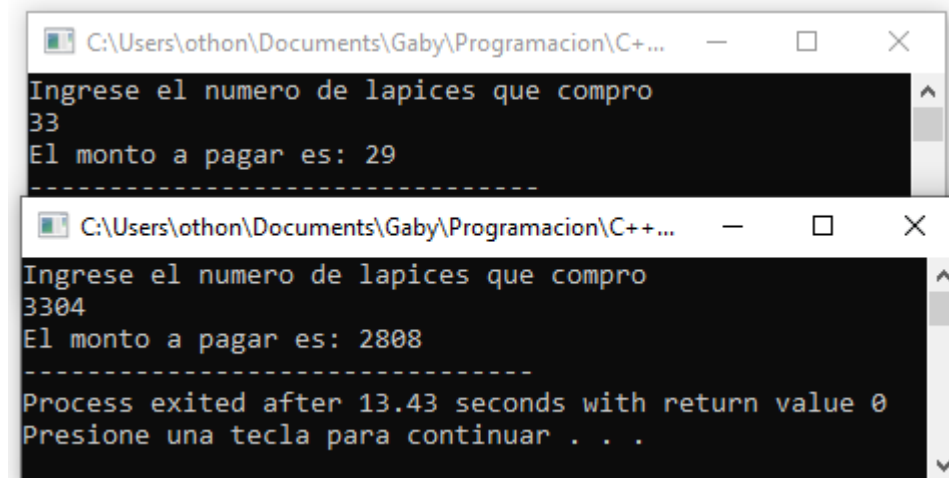 C:\Users\othon\Documents\Gaby\Programacion\C+...
Ingrese el numero de lapices que compro
33
El monto a pagar es: 29
--------------------------------
C:\Users\othon\Documents\Gaby\Programacion\C++...
Ingrese el numero de lapices que compro
3304
El monto a pagar es: 2808
--------------------------------
Process exited after 13.43 seconds with return value 0
Presione una tecla para continuar . . .